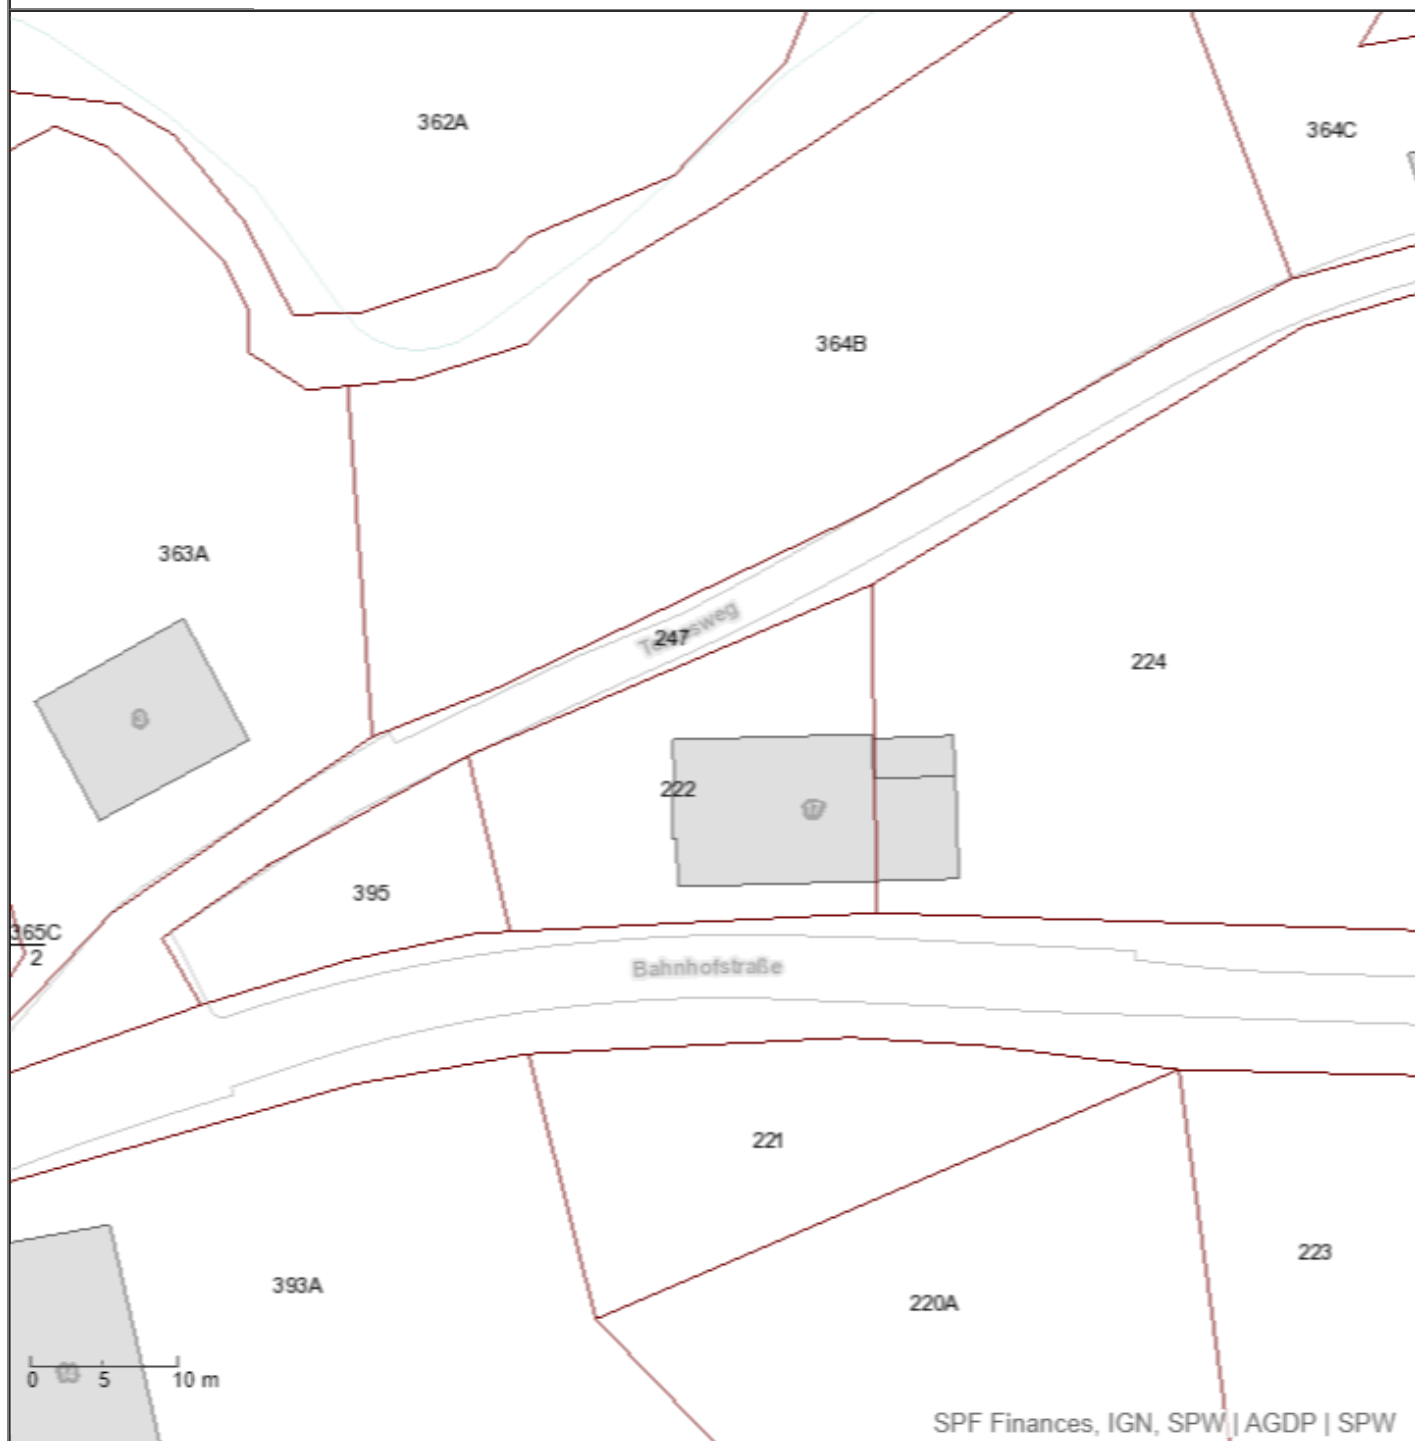 362A
364C
364B
363A
247
224
222
395
365C
2
Bahnhofstraße
221
223
393A
220A
0 5 10 m
SPF Finances, IGN, SPW | AGDP | SPW